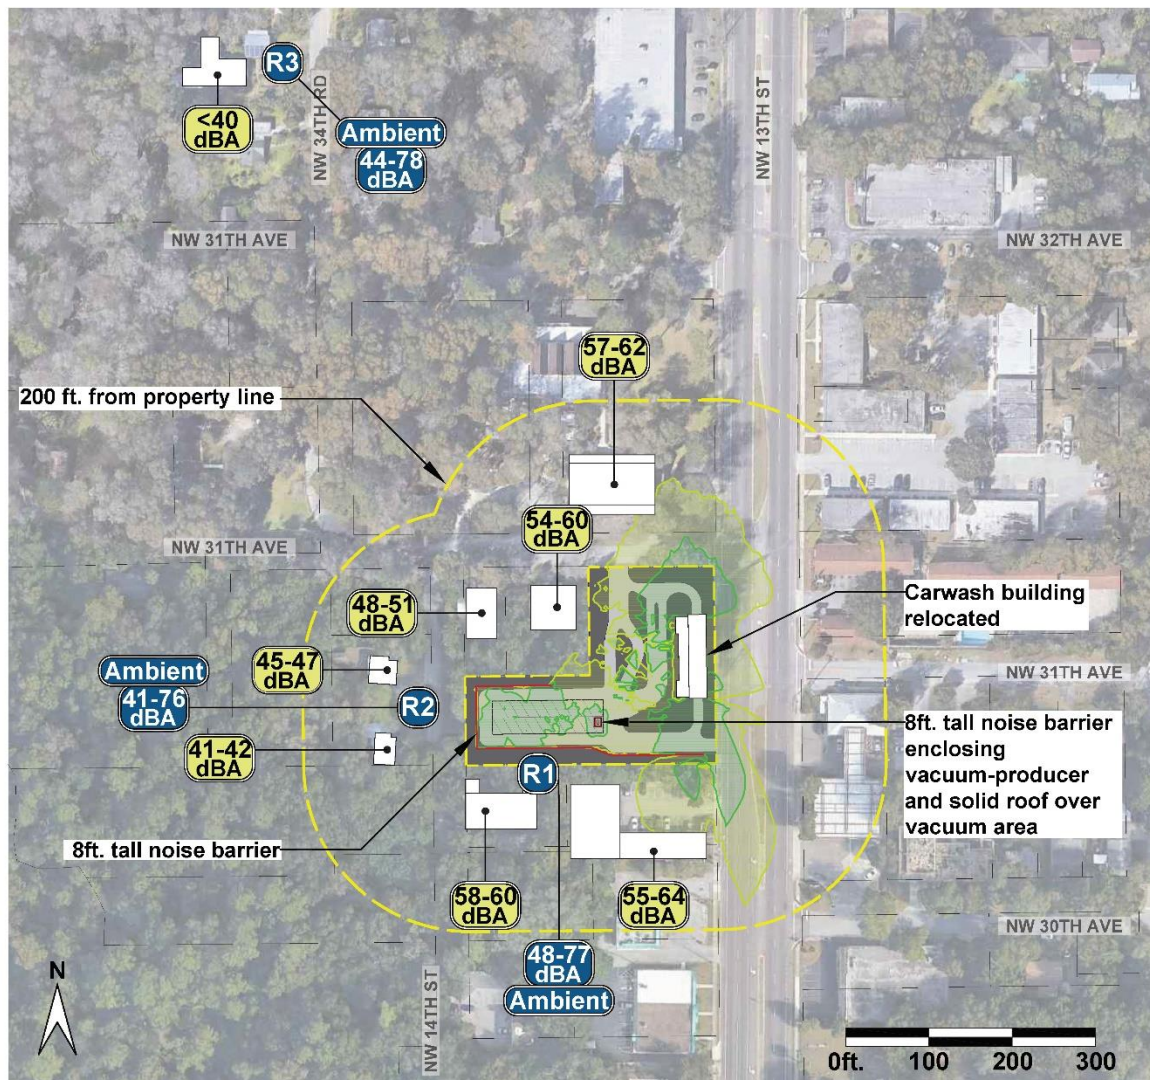 R3
NW 34TH RD
NW 13TH ST
<40
dBA
Ambient
44-78
dBA
NW 31TH AVE
NW 32TH AVE
57-62
dBA
200 ft. from property line
54-60
dBA
NW 31TH AVE
48-51
dBA
Carwash building
relocated
45-47
dBA
Ambient
41-76
dBA
R2
NW 31TH AVE
41-42
dBA
8ft. tall noise barrier
enclosing
vacuum-producer
and solid roof over
vacuum area
R1
8ft. tall noise barrier
58-60
dBA
55-64
dBA
NW 30TH AVE
48-77
dBA
Ambient
NW 14TH ST
N
0ft.
100
200
300